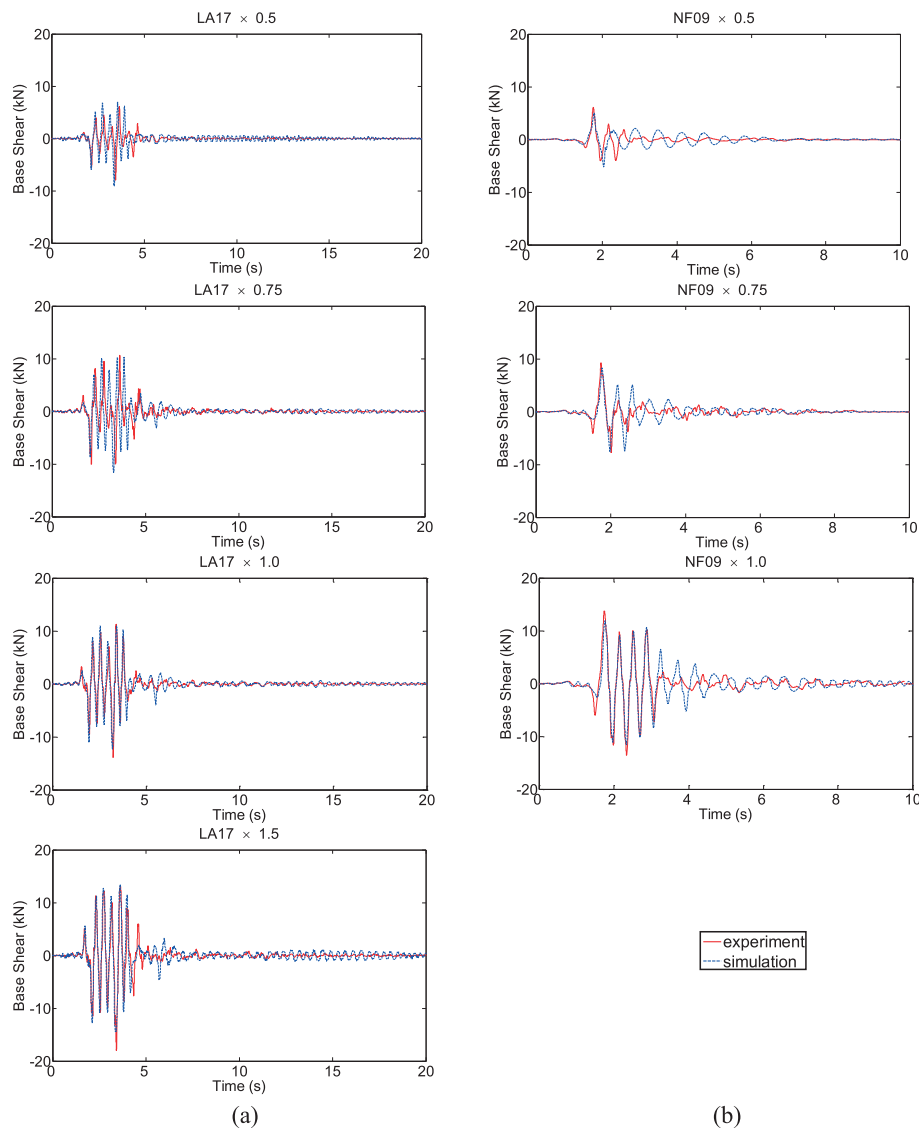 LA17 × 0.5
20
10
0
-10
-20
Base Shear (kN)
0 5 10 15 20
Time (s)
NF09 × 0.5
20
10
0
-10
-20
Base Shear (kN)
0 2 4 6 8 10
Time (s)
LA17 × 0.75
20
10
0
-10
-20
Base Shear (kN)
0 5 10 15 20
Time (s)
NF09 × 0.75
20
10
0
-10
-20
Base Shear (kN)
0 2 4 6 8 10
Time (s)
LA17 × 1.0
20
10
0
-10
-20
Base Shear (kN)
0 5 10 15 20
Time (s)
NF09 × 1.0
20
10
0
-10
-20
Base Shear (kN)
0 2 4 6 8 10
Time (s)
LA17 × 1.5
20
10
0
-10
-20
Base Shear (kN)
0 5 10 15 20
Time (s)
experiment
simulation
(a)
(b)